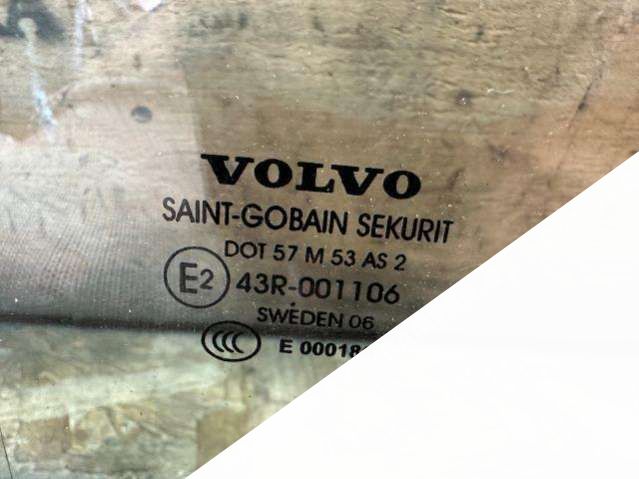 VOLVO
SAINT-GOBAIN SEKURIT
DOT 57 M 53 AS 2
E2 43R-001106
SWEDEN 06
CCC E